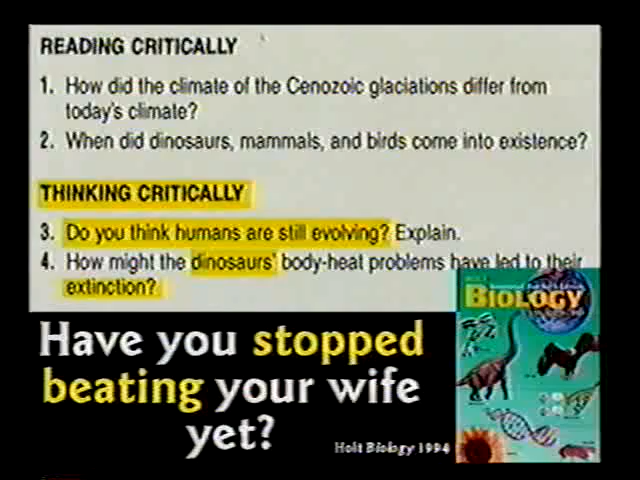 READING CRITICALLY
1. How did the climate of the Cenozoic glaciations differ from
today's climate?
2. When did dinosaurs, mammals, and birds come into existence?
THINKING CRITICALLY
3. Do you think humans are still evolving? Explain.
4. How might the dinosaurs' body-heat problems have led to their
extinction?
BIOLOGY
Have you stopped
beating your wife
yet?
Holt Biology 1994